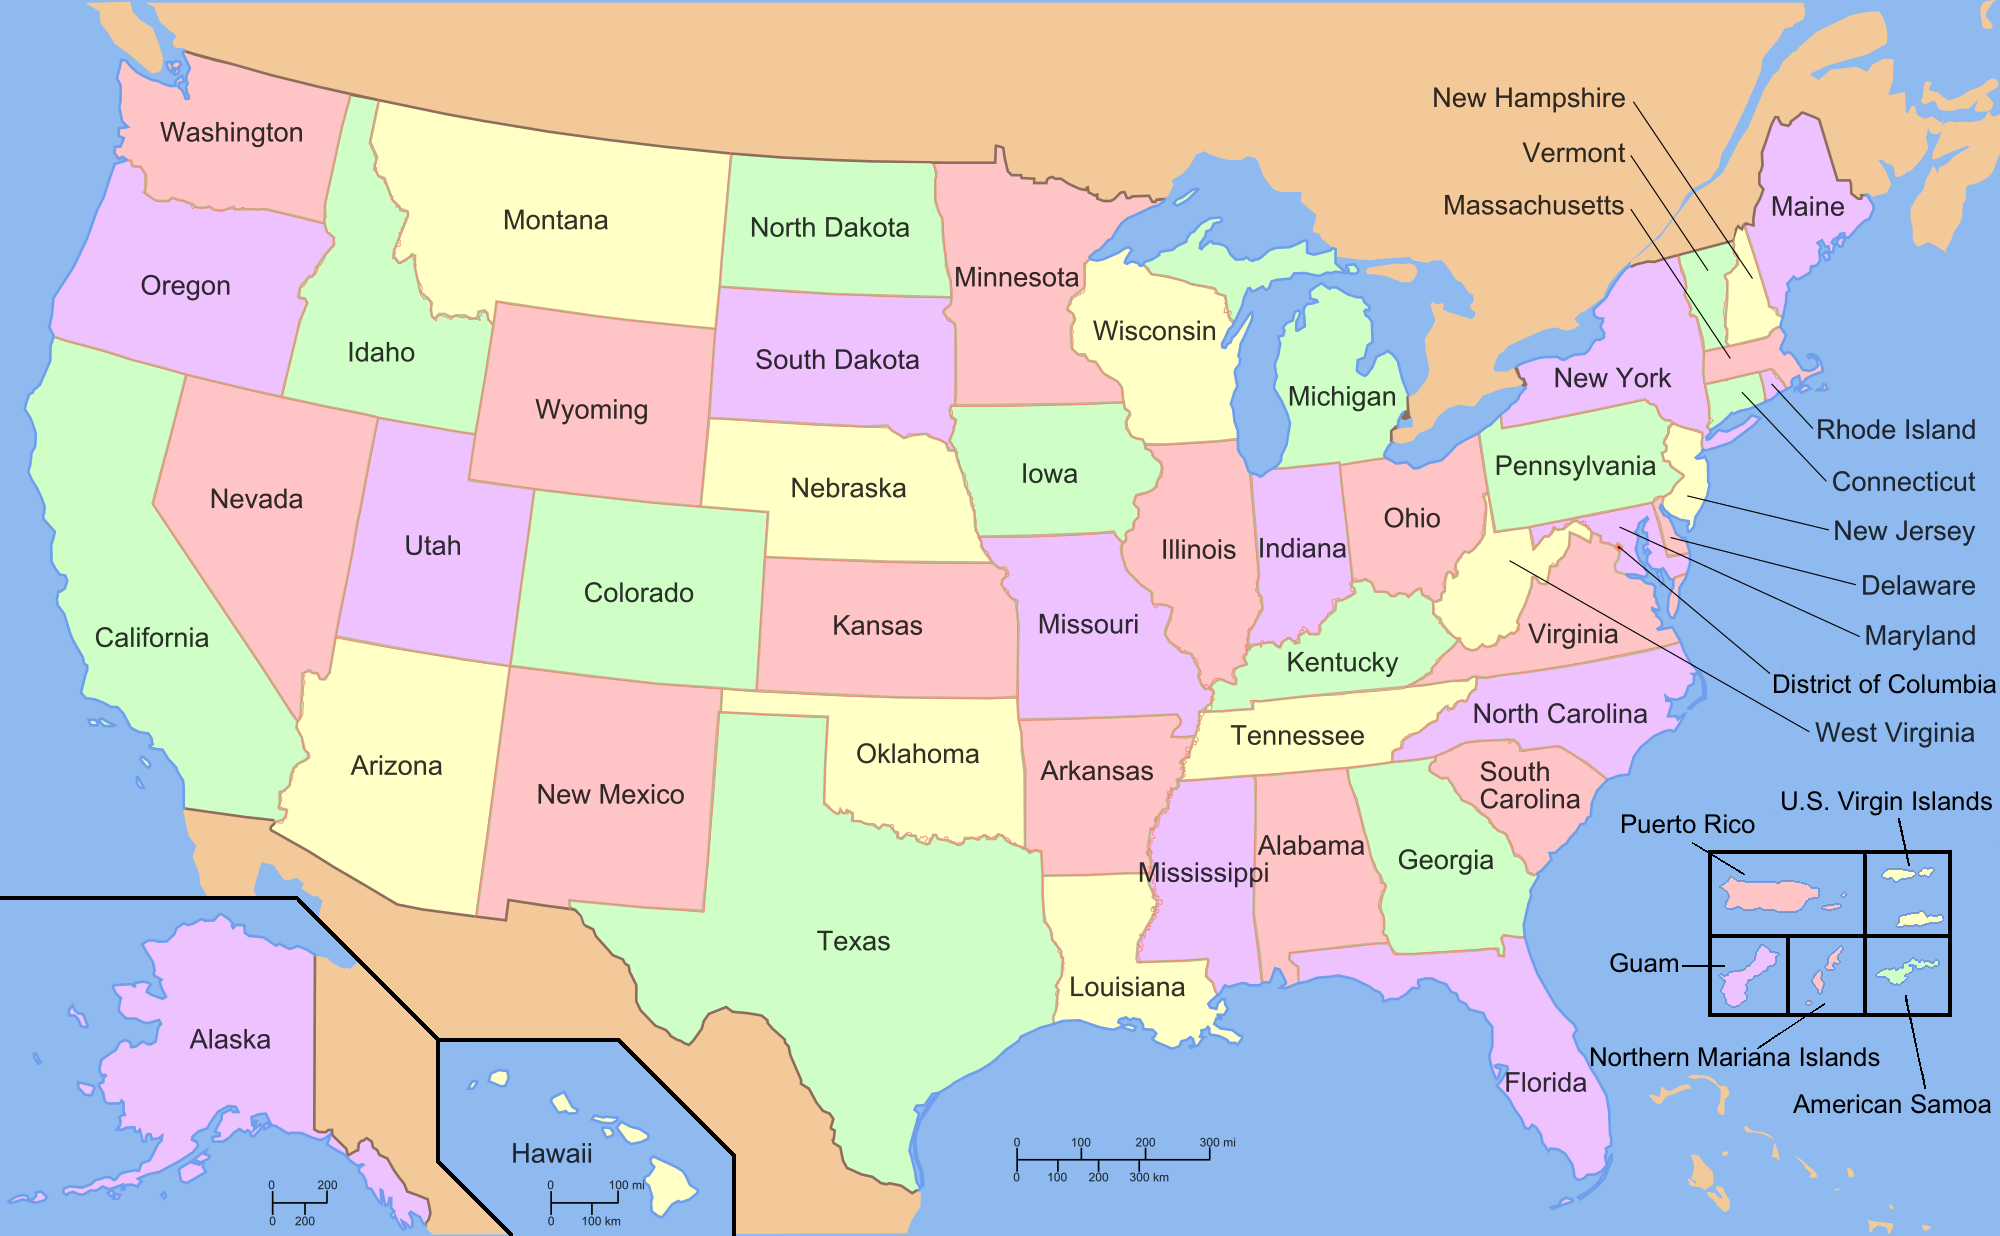 New Hampshire
Washington
Vermont
Massachusetts
Maine
Montana
North Dakota
Minnesota
Oregon
Wisconsin
Idaho
South Dakota
New York
Michigan
Wyoming
Rhode Island
Pennsylvania
Iowa
Connecticut
Nebraska
Nevada
Ohio
New Jersey
Utah
Illinois
Indiana
Delaware
Colorado
Missouri
Kansas
Virginia
Maryland
California
Kentucky
District of Columbia
North Carolina
West Virginia
Tennessee
Oklahoma
Arizona
Arkansas
South
Carolina
New Mexico
U.S. Virgin Islands
Puerto Rico
Alabama
Georgia
Mississippi
Texas
Guam
Louisiana
Alaska
Northern Mariana Islands
Florida
American Samoa
Hawaii
0 100 200 300 mi
0 100 200 300 km
0 200
0 200
0 100 mi
0 100 km